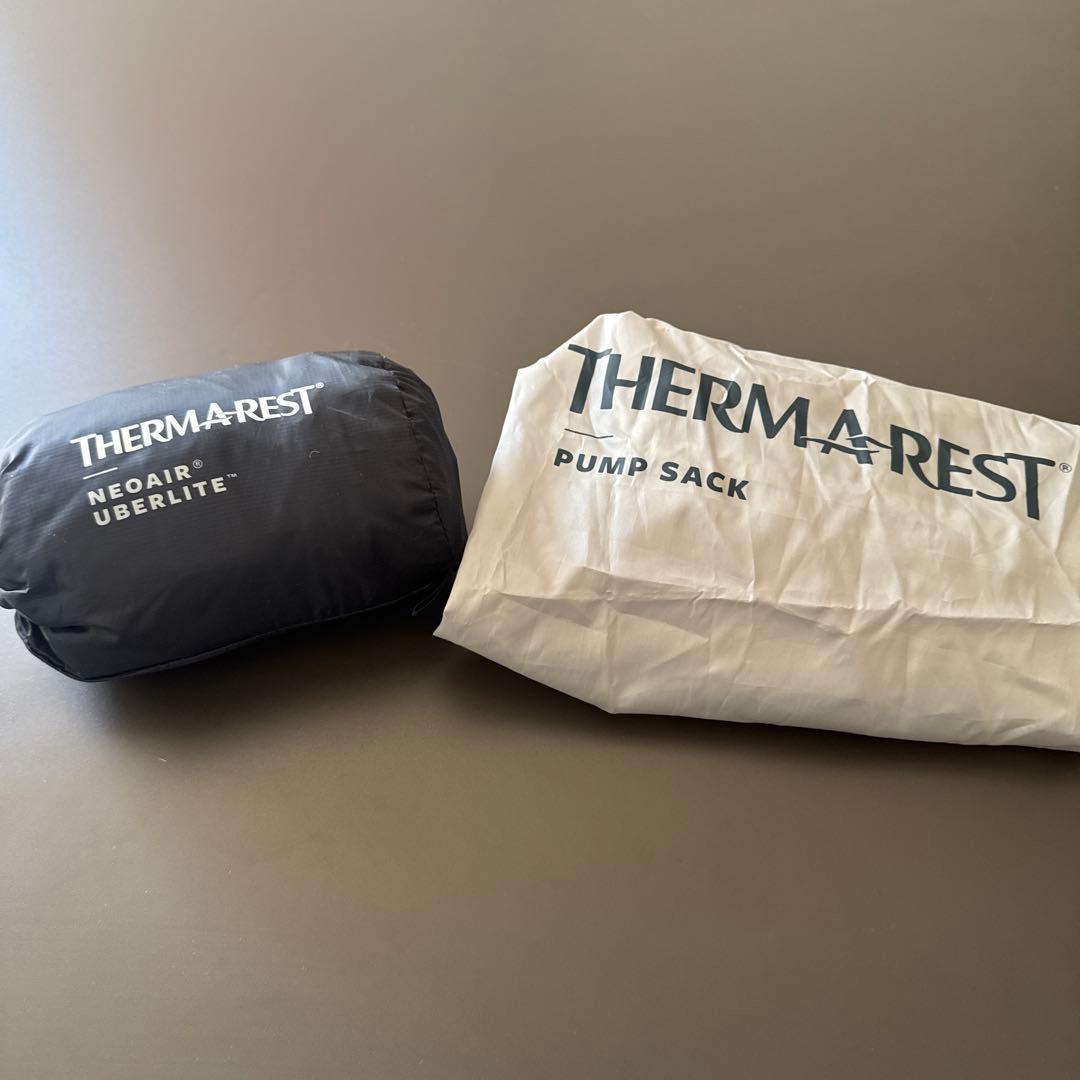 THERM-A-REST®
NEOAIR®
UBERLITE™
THERM-A-REST®
PUMP SACK